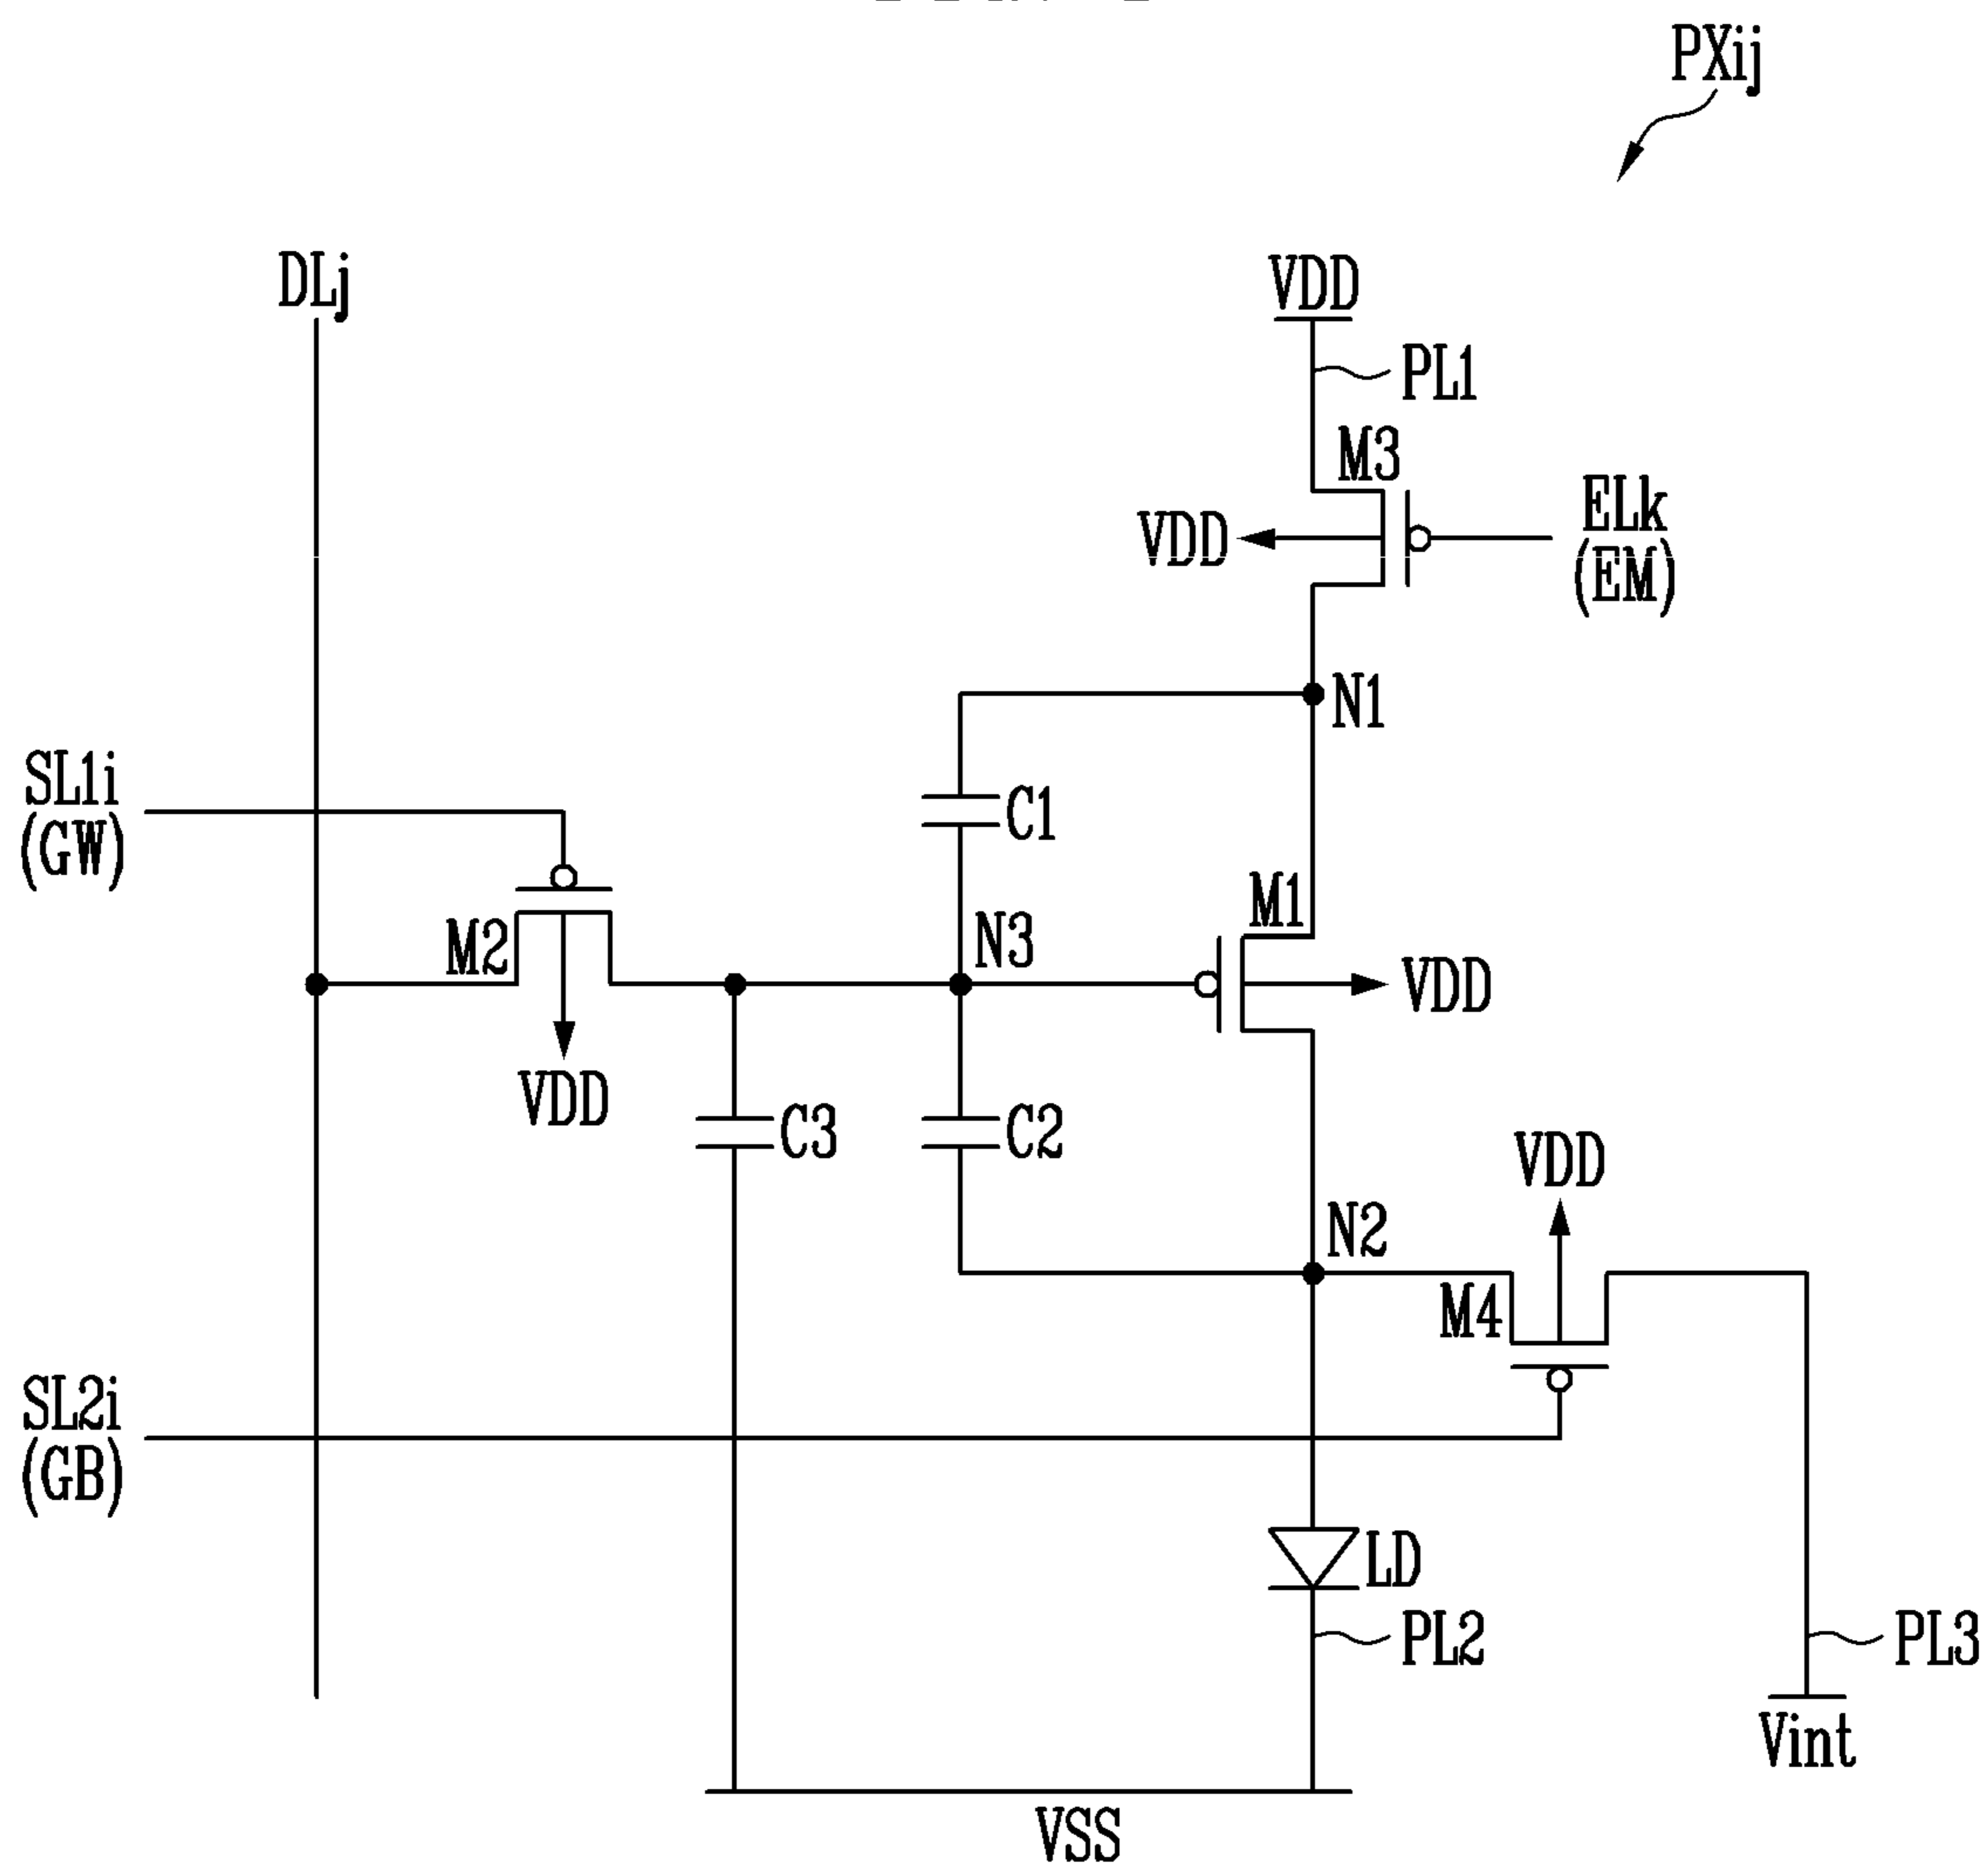 PXij
DLj
VDD
PL1
M3
VDD
ELk
(EM)
N1
SL1i
(GW)
C1
M1
M2
N3
VDD
VDD
C3
C2
VDD
N2
M4
SL2i
(GB)
LD
PL2
PL3
Vint
VSS